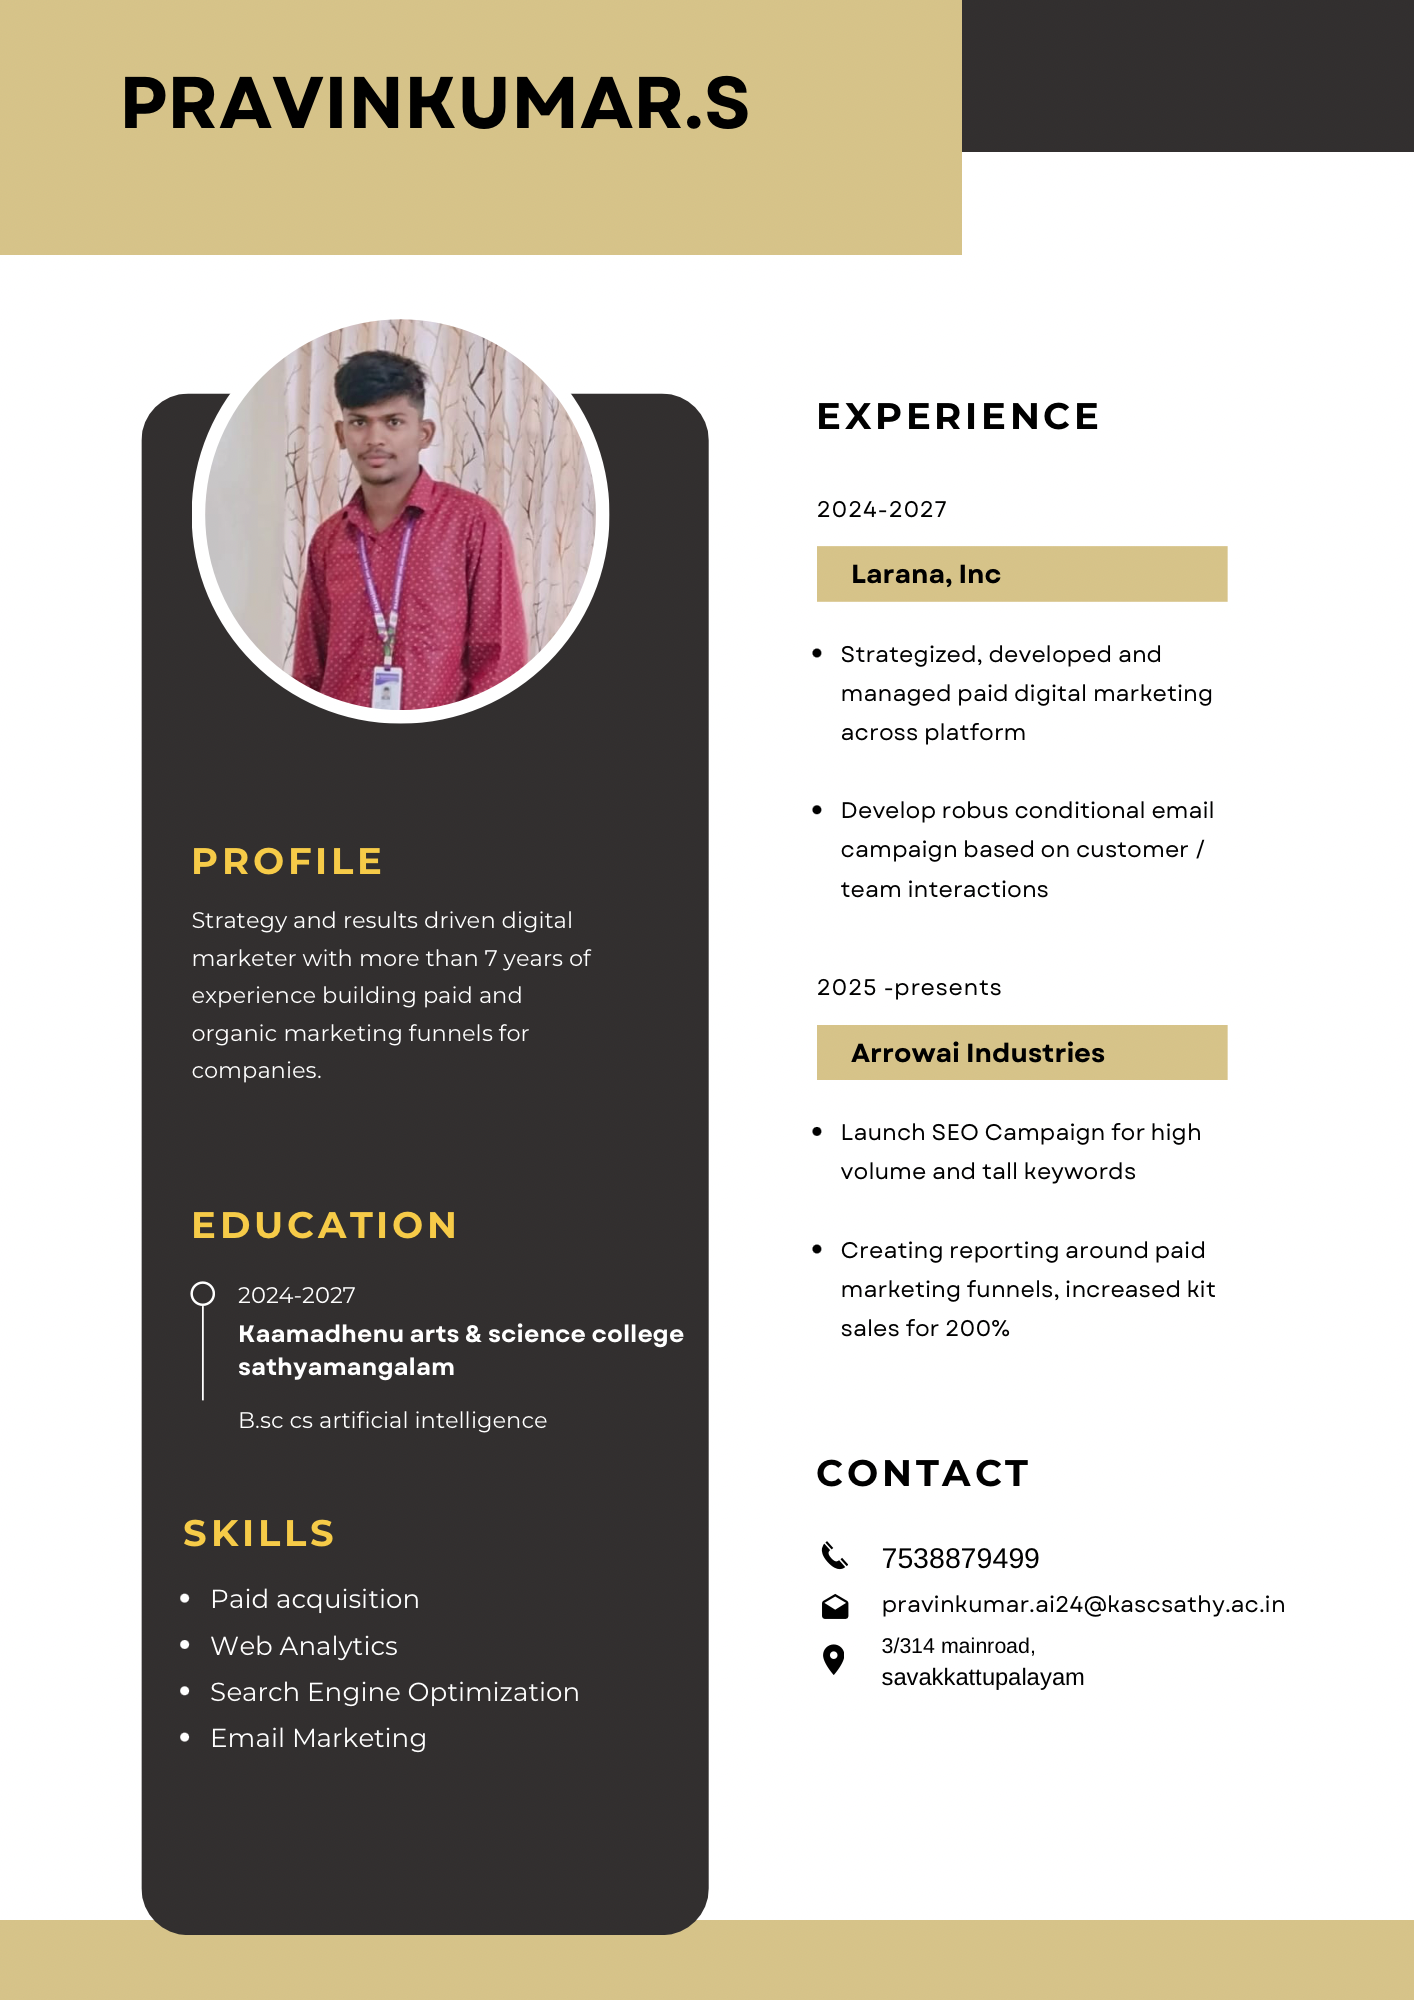 PRAVINKUMAR.S
PROFILE
Strategy and results driven digital
marketer with more than 7 years of
experience building paid and
organic marketing funnels for
companies.
EDUCATION
2024-2027
Kaamadhenu arts & science college
sathyamangalam
B.sc cs artificial intelligence
SKILLS
• Paid acquisition
• Web Analytics
• Search Engine Optimization
• Email Marketing
EXPERIENCE
2024-2027
Larana, Inc
• Strategized, developed and
managed paid digital marketing
across platform
• Develop robus conditional email
campaign based on customer /
team interactions
2025 -presents
Arrowai Industries
• Launch SEO Campaign for high
volume and tall keywords
• Creating reporting around paid
marketing funnels, increased kit
sales for 200%
CONTACT
7538879499
pravinkumar.ai24@kascsathy.ac.in
3/314 mainroad,
savakkattupalayam